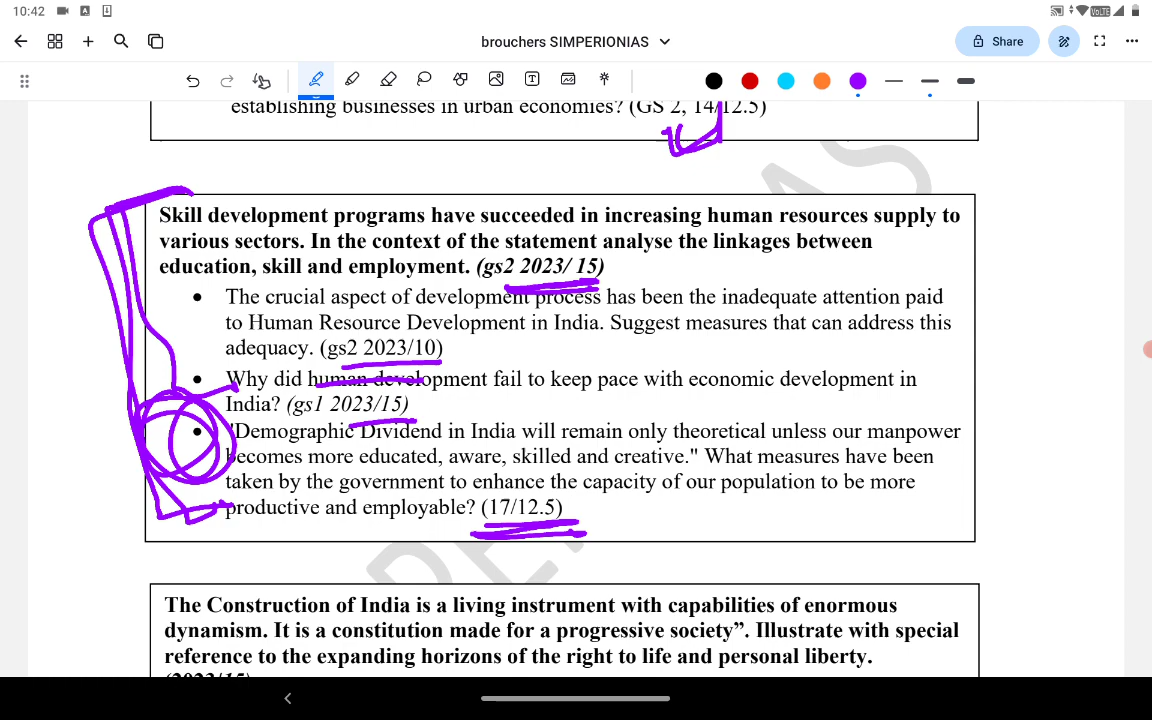 10:42
VoLTE
brouchers SIMPERIONIAS
Share
establishing businesses in urban economies? (GS 2, 14/12.5)
Skill development programs have succeeded in increasing human resources supply to
various sectors. In the context of the statement analyse the linkages between
education, skill and employment. (gs2 2023/ 15)
• The crucial aspect of development process has been the inadequate attention paid
to Human Resource Development in India. Suggest measures that can address this
adequacy. (gs2 2023/10)
• Why did human development fail to keep pace with economic development in
India? (gs1 2023/15)
• "Demographic Dividend in India will remain only theoretical unless our manpower
becomes more educated, aware, skilled and creative." What measures have been
taken by the government to enhance the capacity of our population to be more
productive and employable? (17/12.5)
The Construction of India is a living instrument with capabilities of enormous
dynamism. It is a constitution made for a progressive society”. Illustrate with special
reference to the expanding horizons of the right to life and personal liberty.
(2023/15)